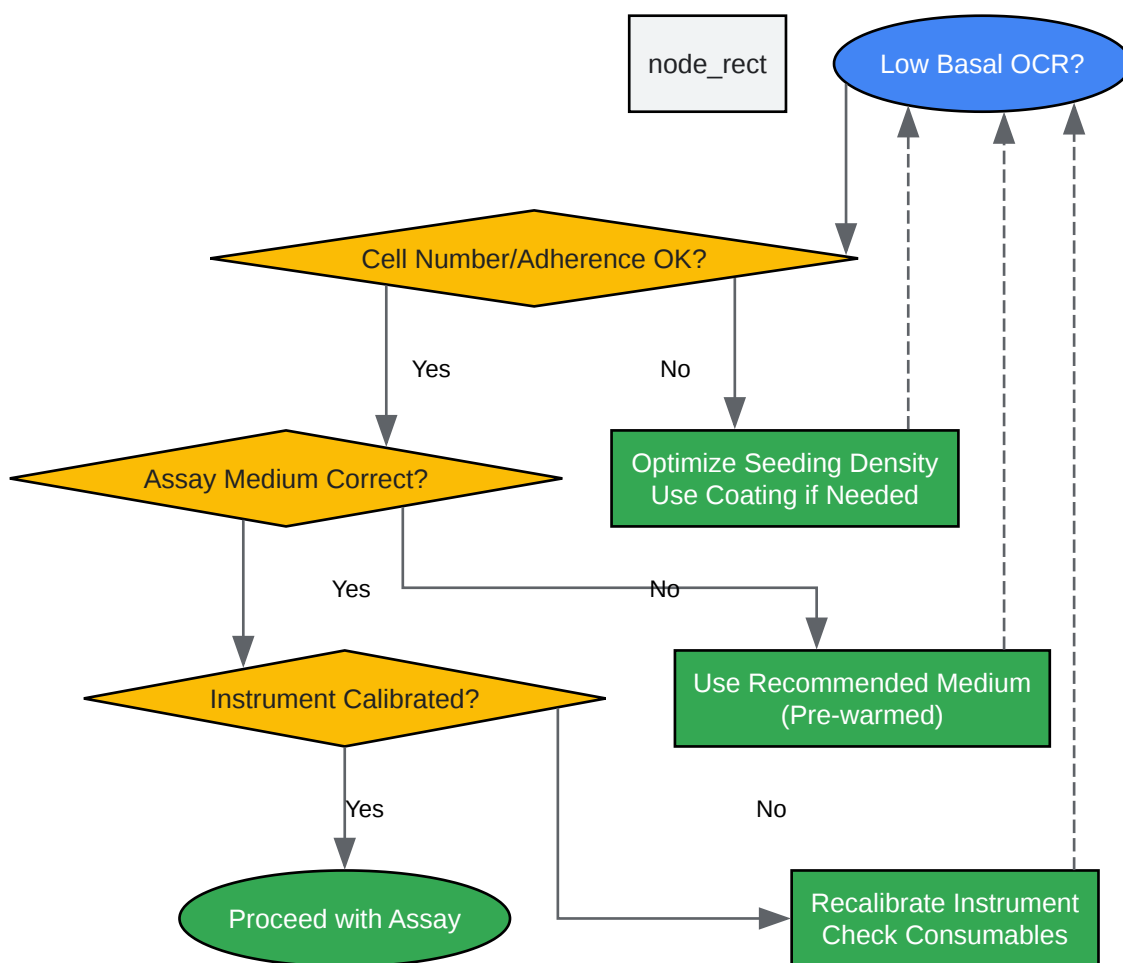 node_rect
Low Basal OCR?
Cell Number/Adherence OK?
Yes
No
Assay Medium Correct?
Optimize Seeding Density
Use Coating if Needed
Yes
No
Instrument Calibrated?
Use Recommended Medium
(Pre-warmed)
Yes
No
Proceed with Assay
Recalibrate Instrument
Check Consumables